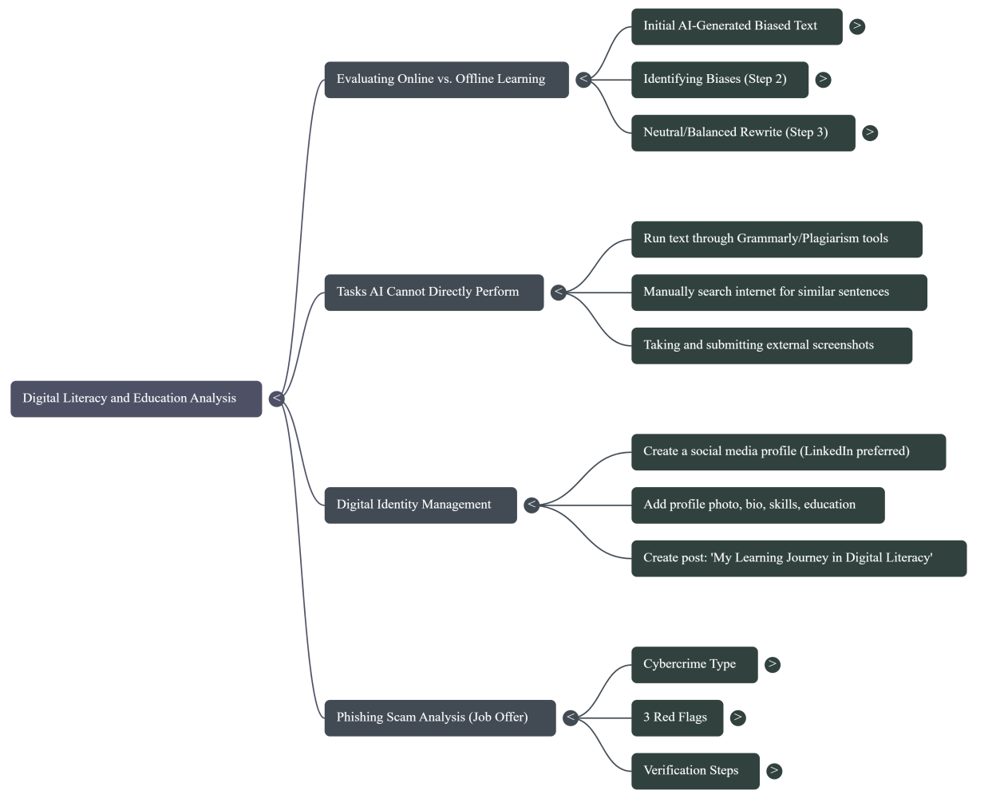 Digital Literacy and Education Analysis
<
Evaluating Online vs. Offline Learning
<
Initial AI-Generated Biased Text
>
Identifying Biases (Step 2)
>
Neutral/Balanced Rewrite (Step 3)
>
Tasks AI Cannot Directly Perform
<
Run text through Grammarly/Plagiarism tools
Manually search internet for similar sentences
Taking and submitting external screenshots
Digital Identity Management
<
Create a social media profile (LinkedIn preferred)
Add profile photo, bio, skills, education
Create post: 'My Learning Journey in Digital Literacy'
Phishing Scam Analysis (Job Offer)
<
Cybercrime Type
>
3 Red Flags
>
Verification Steps
>